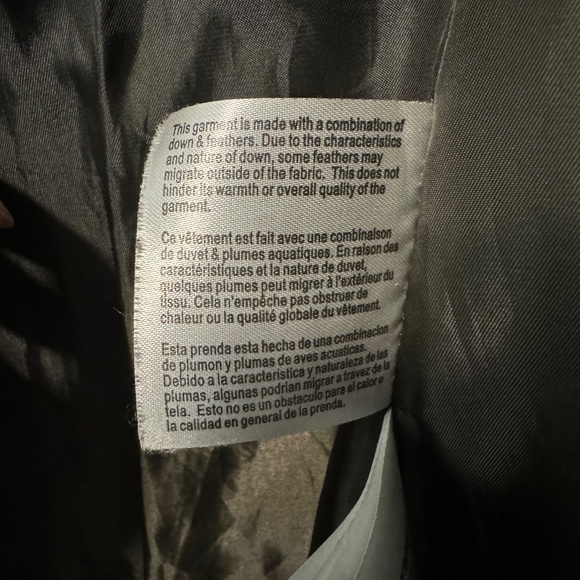 This garment is made with a combination of
down & feathers. Due to the characteristics
and nature of down, some feathers may
migrate outside of the fabric. This does not
hinder its warmth or overall quality of the
garment.
Ce vêtement est fait avec une combinaison
de duvet & plumes aquatiques. En raison des
caractéristiques et la nature de duvet,
quelques plumes peut migrer à l'extérieur du
tissu. Cela n'empêche pas obstruer de
chaleur ou la qualité globale du vêtement.
Esta prenda esta hecha de una combinacion
de plumon y plumas de aves acuaticas.
Debido a la caracteristica y naturaleza de las
plumas, algunas podrian migrar a travez de la
tela. Esto no es un obstaculo para el calor o
la calidad en general de la prenda.